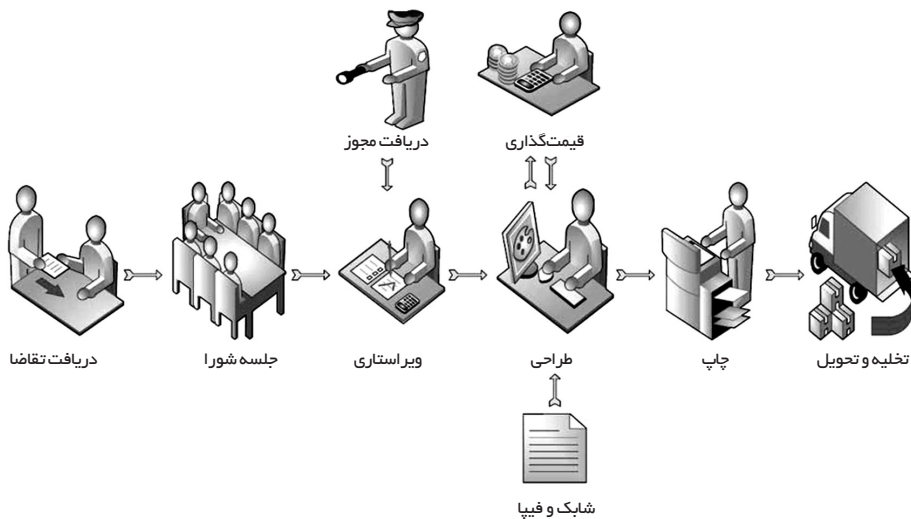 دریافت مجوز
قیمت‌گذاری
دریافت تقاضا
جلسه شورا
ویراستاری
طراحی
چاپ
تخلیه و تحویل
شابک و فیپا